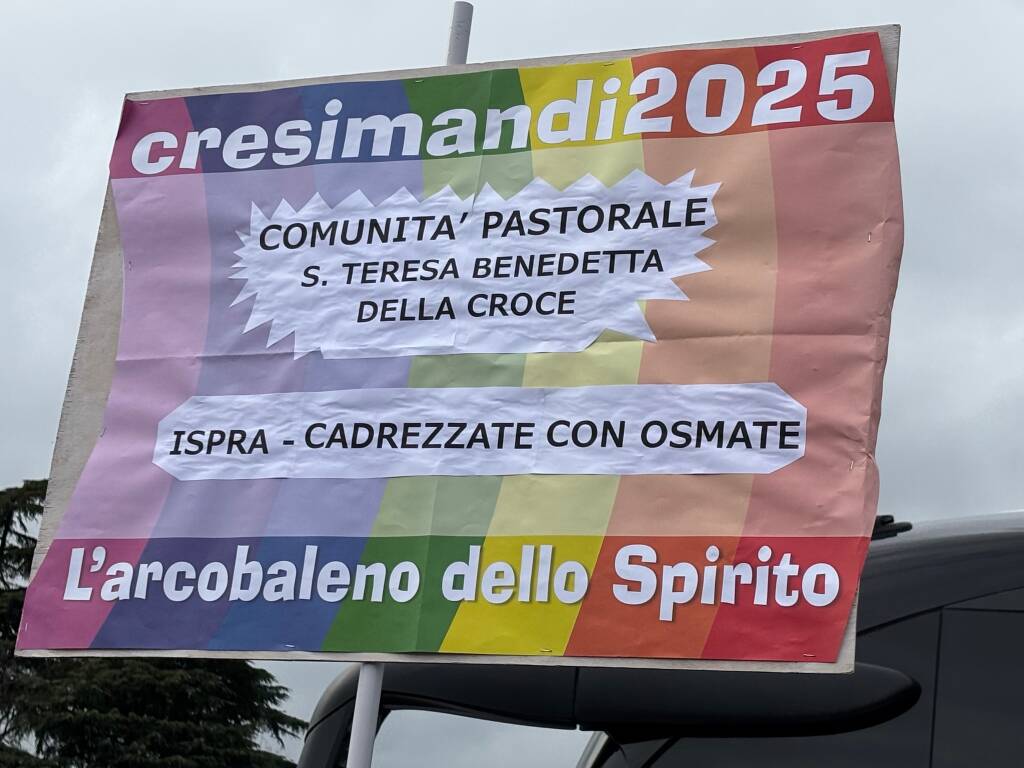 cresimandi2025
COMUNITA' PASTORALE
S. TERESA BENEDETTA
DELLA CROCE
ISPRA - CADREZZATE CON OSMATE
L'arcobaleno dello Spirito